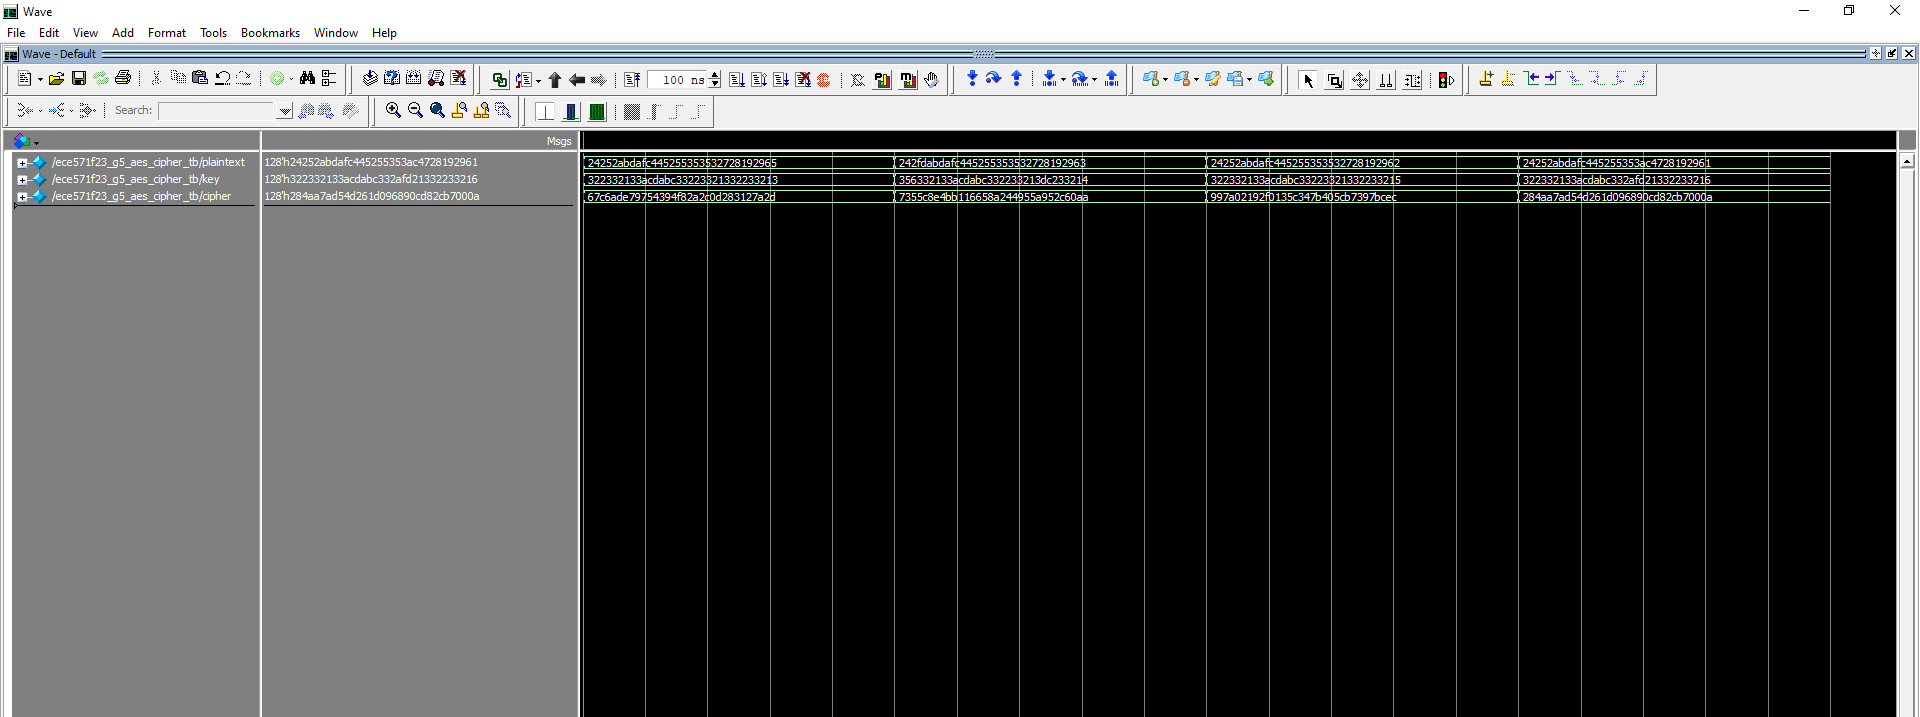 Wave
File Edit View Add Format Tools Bookmarks Window Help
Wave - Default
100 ns
Search:
Msgs
/ece571f23_g5_aes_cipher_tb/plaintext 128'h24252abdafc445255353ac4728192961 24252abdafc445255353532728192965 242fdabdafc445255353532728192963 24252abdafc445255353532728192962 24252abdafc445255353ac4728192961
/ece571f23_g5_aes_cipher_tb/key 128'h322332133acdabc332afd21332233216 322332133acdabc33223321332233213 356332133acdabc332233213dc233214 322332133acdabc33223321332233215 322332133acdabc332afd21332233216
/ece571f23_g5_aes_cipher_tb/cipher 128'h284aa7ad54d261d096890cd82cb7000a 67c6ade79754394f82a2c0d283127a2d 7355c8e4bb116658a244955a952c60aa 997a02192f0135c347b405cb7397bcec 284aa7ad54d261d096890cd82cb7000a